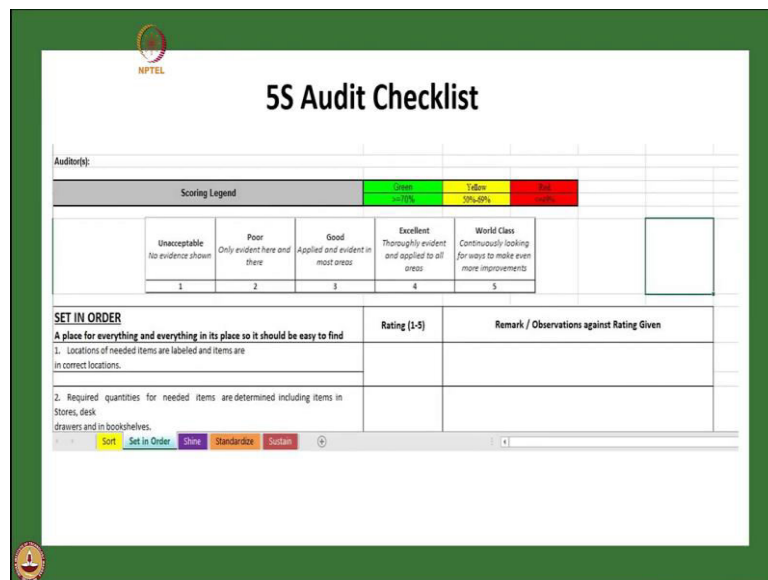 NPTEL
5S Audit Checklist
Auditor(s):
Scoring Legend
Green
>=70%
Yellow
50%-69%
Red
Unacceptable
No evidence shown
1
Poor
Only evident here and
there
2
Good
Applied and evident in
most areas
3
Excellent
Thoroughly evident
and applied to all
areas
4
World Class
Continuously looking
for ways to make even
more improvements
5
SET IN ORDER
A place for everything and everything in its place so it should be easy to find
Rating (1-5)
Remark / Observations against Rating Given
1. Locations of needed items are labeled and items are
in correct locations.
2. Required quantities for needed items are determined including items in
Stores, desk
drawers and in bookshelves.
Sort Set in Order Shine Standardize Sustain